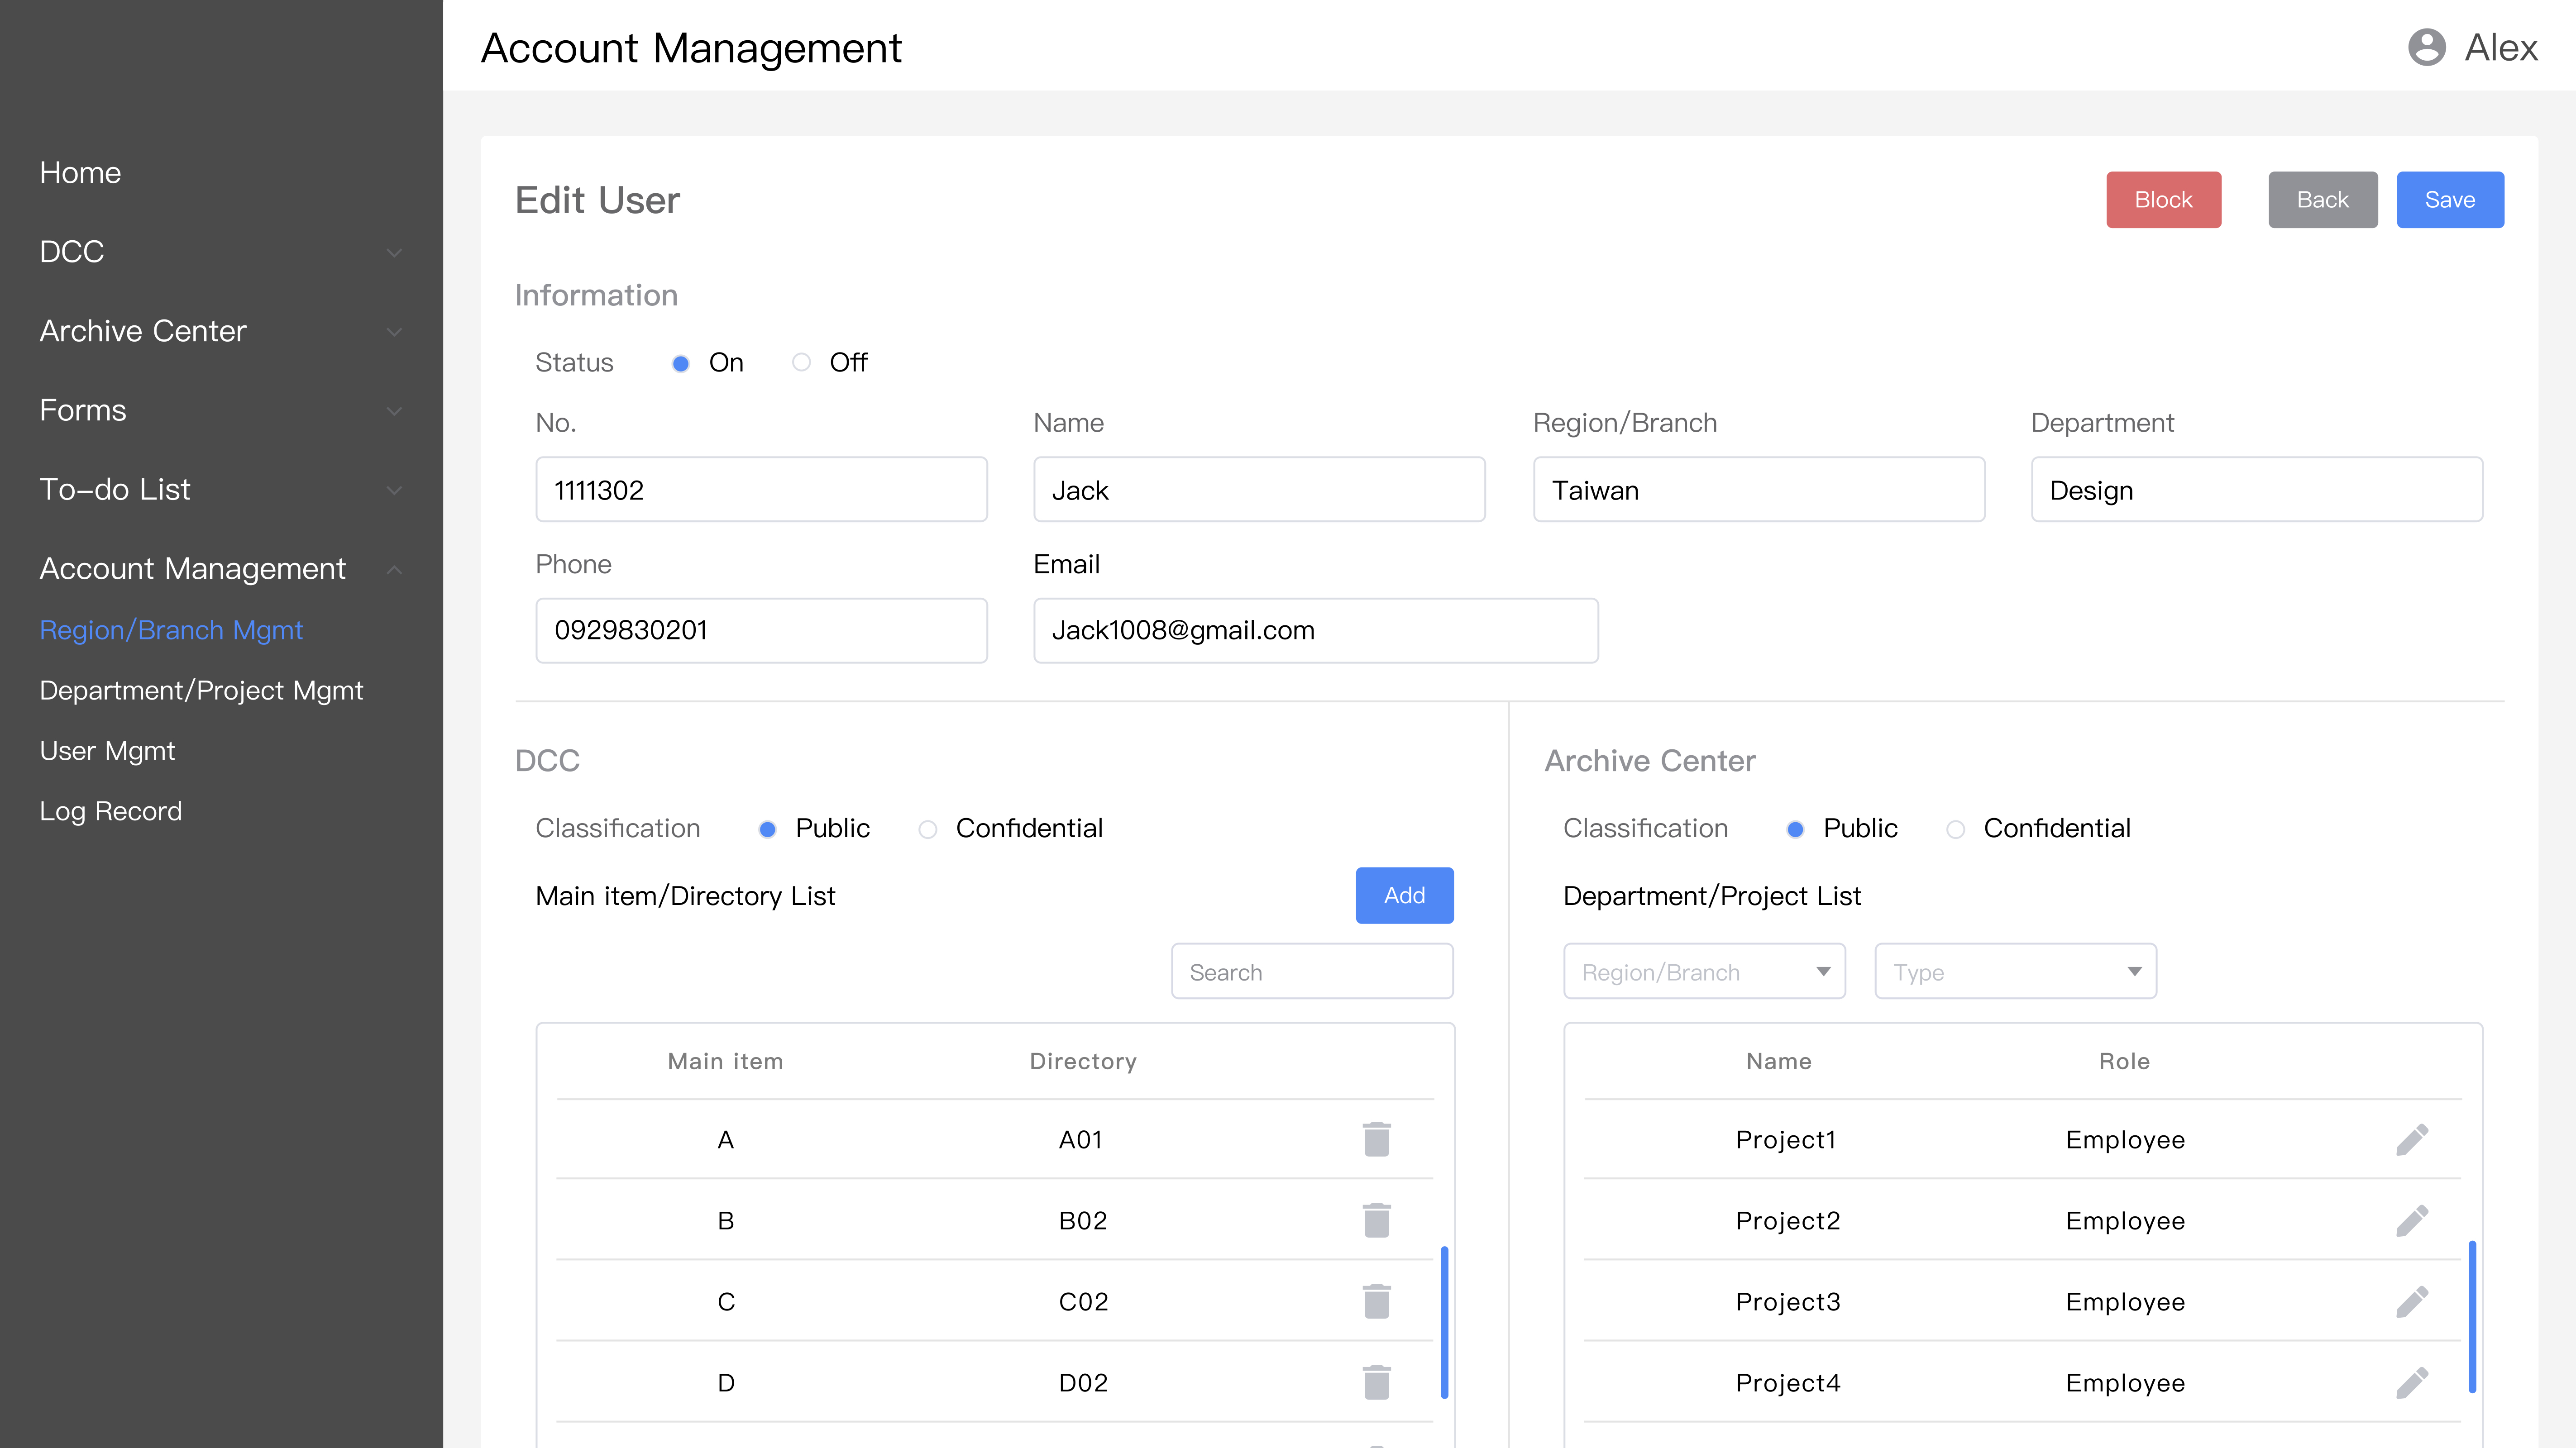 Account Management
Alex
Home
DCC
Archive Center
Forms
To-do List
Account Management
Region/Branch Mgmt
Department/Project Mgmt
User Mgmt
Log Record
Edit User
Block
Back
Save
Information
Status
On
Off
No.
Name
Region/Branch
Department
1111302
Jack
Taiwan
Design
Phone
Email
0929830201
Jack1008@gmail.com
DCC
Classification
Public
Confidential
Main item/Directory List
Add
Search
Main item
Directory
A
A01
B
B02
C
C02
D
D02
Archive Center
Classification
Public
Confidential
Department/Project List
Region/Branch
Type
Name
Role
Project1
Employee
Project2
Employee
Project3
Employee
Project4
Employee